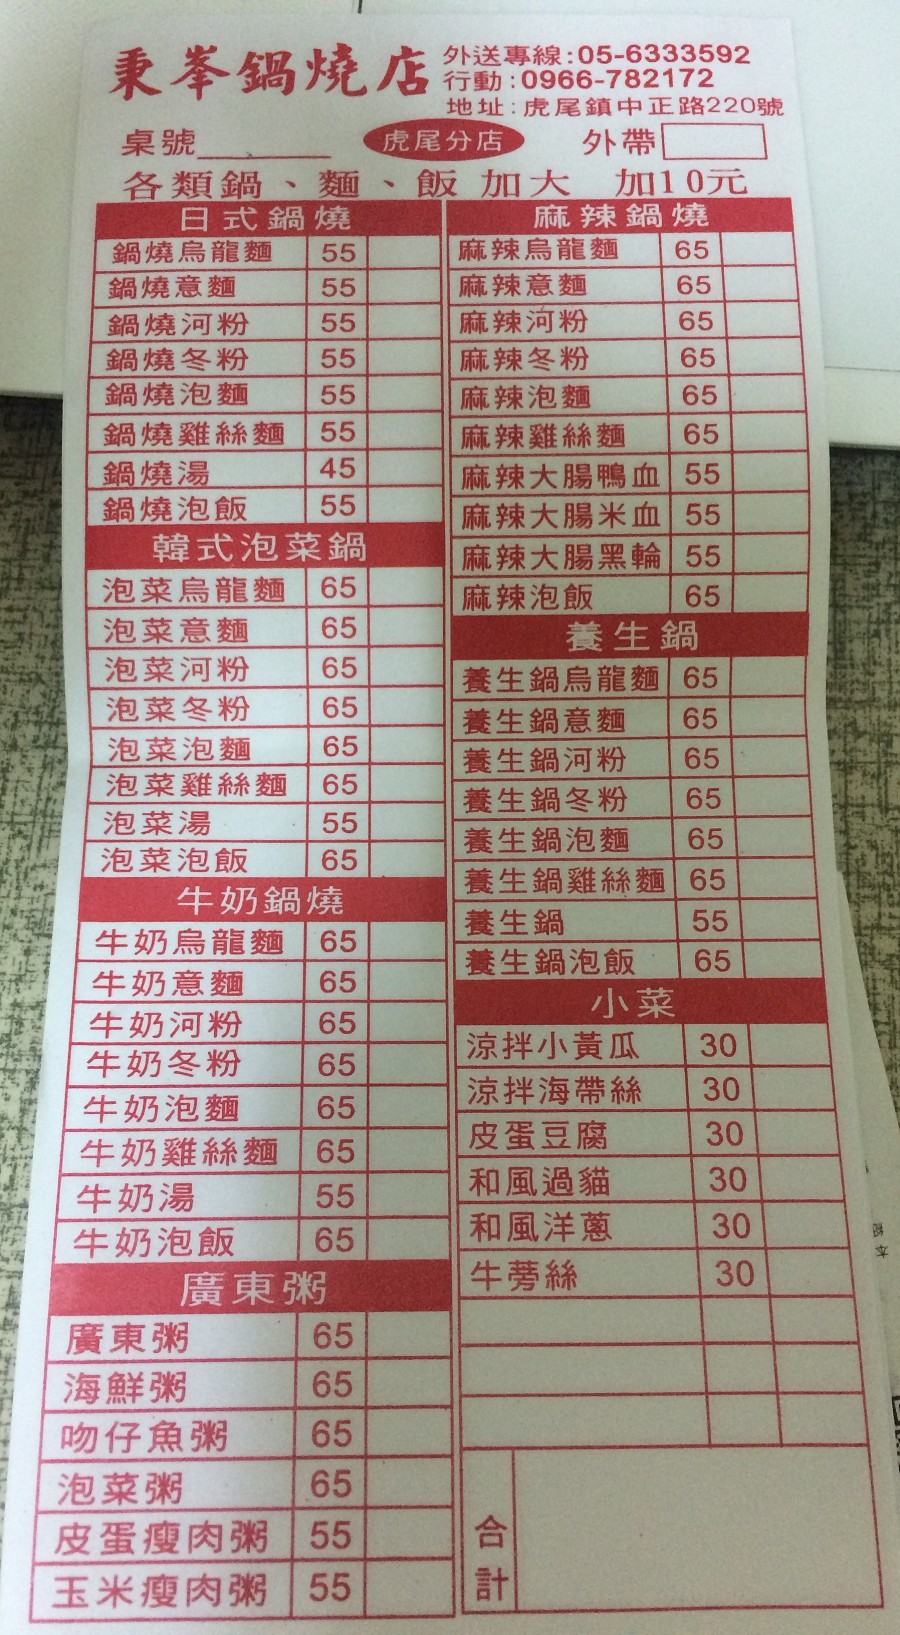 秉峯鍋燒店
外送專線:05-6333592
行動:0966-782172
地址:虎尾鎮中正路220號
桌號
虎尾分店
外帶
各類鍋、麵、飯 加大 加10元
日式鍋燒
鍋燒烏龍麵 55
鍋燒意麵 55
鍋燒河粉 55
鍋燒冬粉 55
鍋燒泡麵 55
鍋燒雞絲麵 55
鍋燒湯 45
鍋燒泡飯 55
韓式泡菜鍋
泡菜烏龍麵 65
泡菜意麵 65
泡菜河粉 65
泡菜冬粉 65
泡菜泡麵 65
泡菜雞絲麵 65
泡菜湯 55
泡菜泡飯 65
牛奶鍋燒
牛奶烏龍麵 65
牛奶意麵 65
牛奶河粉 65
牛奶冬粉 65
牛奶泡麵 65
牛奶雞絲麵 65
牛奶湯 55
牛奶泡飯 65
廣東粥
廣東粥 65
海鮮粥 65
吻仔魚粥 65
泡菜粥 65
皮蛋瘦肉粥 55
玉米瘦肉粥 55
麻辣鍋燒
麻辣烏龍麵 65
麻辣意麵 65
麻辣河粉 65
麻辣冬粉 65
麻辣泡麵 65
麻辣雞絲麵 65
麻辣大腸鴨血 55
麻辣大腸米血 55
麻辣大腸黑輪 55
麻辣泡飯 65
養生鍋
養生鍋烏龍麵 65
養生鍋意麵 65
養生鍋河粉 65
養生鍋冬粉 65
養生鍋泡麵 65
養生鍋雞絲麵 65
養生鍋 55
養生鍋泡飯 65
小菜
涼拌小黃瓜 30
涼拌海帶絲 30
皮蛋豆腐 30
和風過貓 30
和風洋蔥 30
牛蒡絲 30
合計